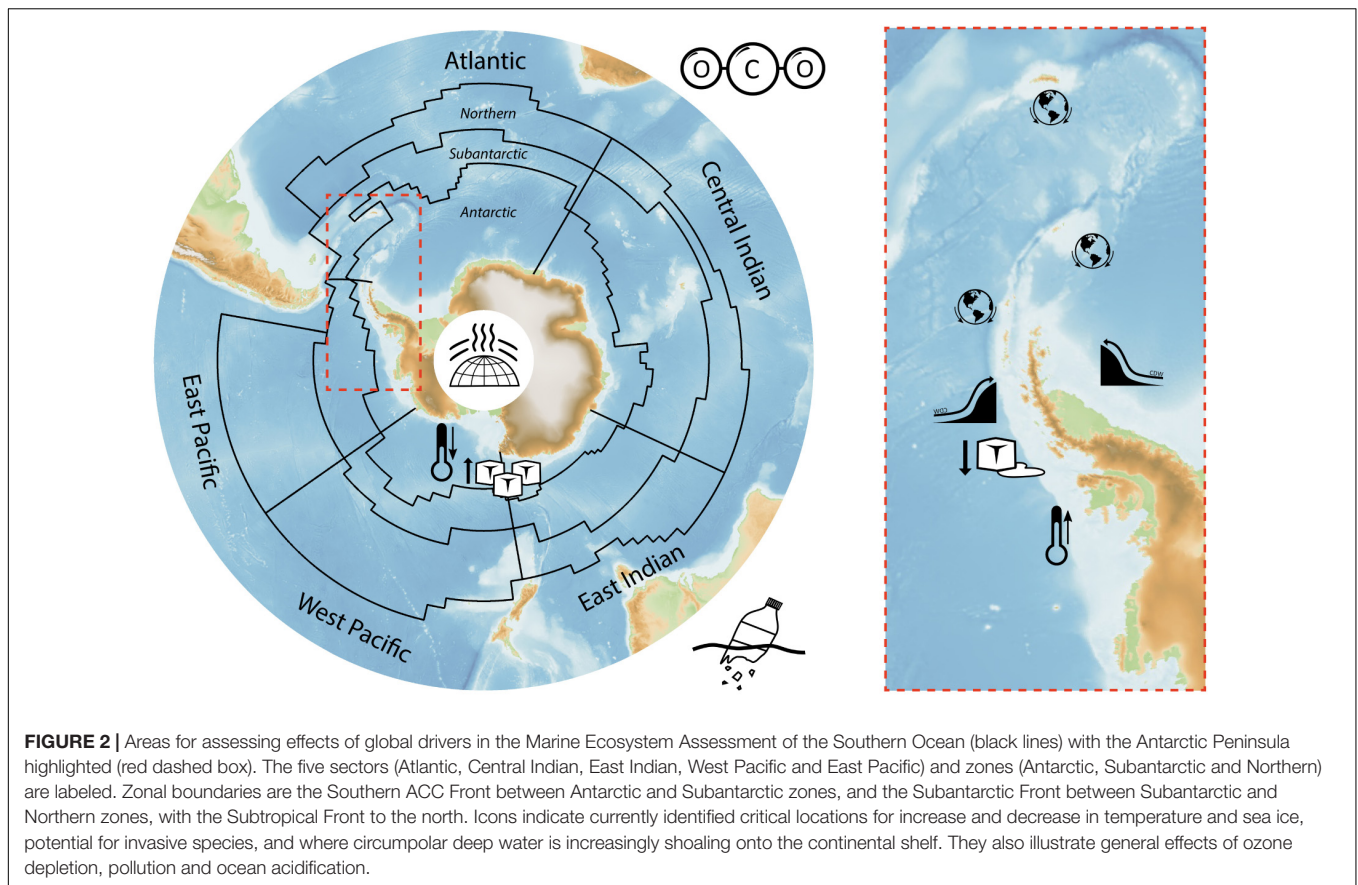 Atlantic
Northern
Subantarctic
Antarctic
Central Indian
East Indian
West Pacific
East Pacific
O C O
CDW
CDW
FIGURE 2 | Areas for assessing effects of global drivers in the Marine Ecosystem Assessment of the Southern Ocean (black lines) with the Antarctic Peninsula
highlighted (red dashed box). The five sectors (Atlantic, Central Indian, East Indian, West Pacific and East Pacific) and zones (Antarctic, Subantarctic and Northern)
are labeled. Zonal boundaries are the Southern ACC Front between Antarctic and Subantarctic zones, and the Subantarctic Front between Subantarctic and
Northern zones, with the Subtropical Front to the north. Icons indicate currently identified critical locations for increase and decrease in temperature and sea ice,
potential for invasive species, and where circumpolar deep water is increasingly shoaling onto the continental shelf. They also illustrate general effects of ozone
depletion, pollution and ocean acidification.